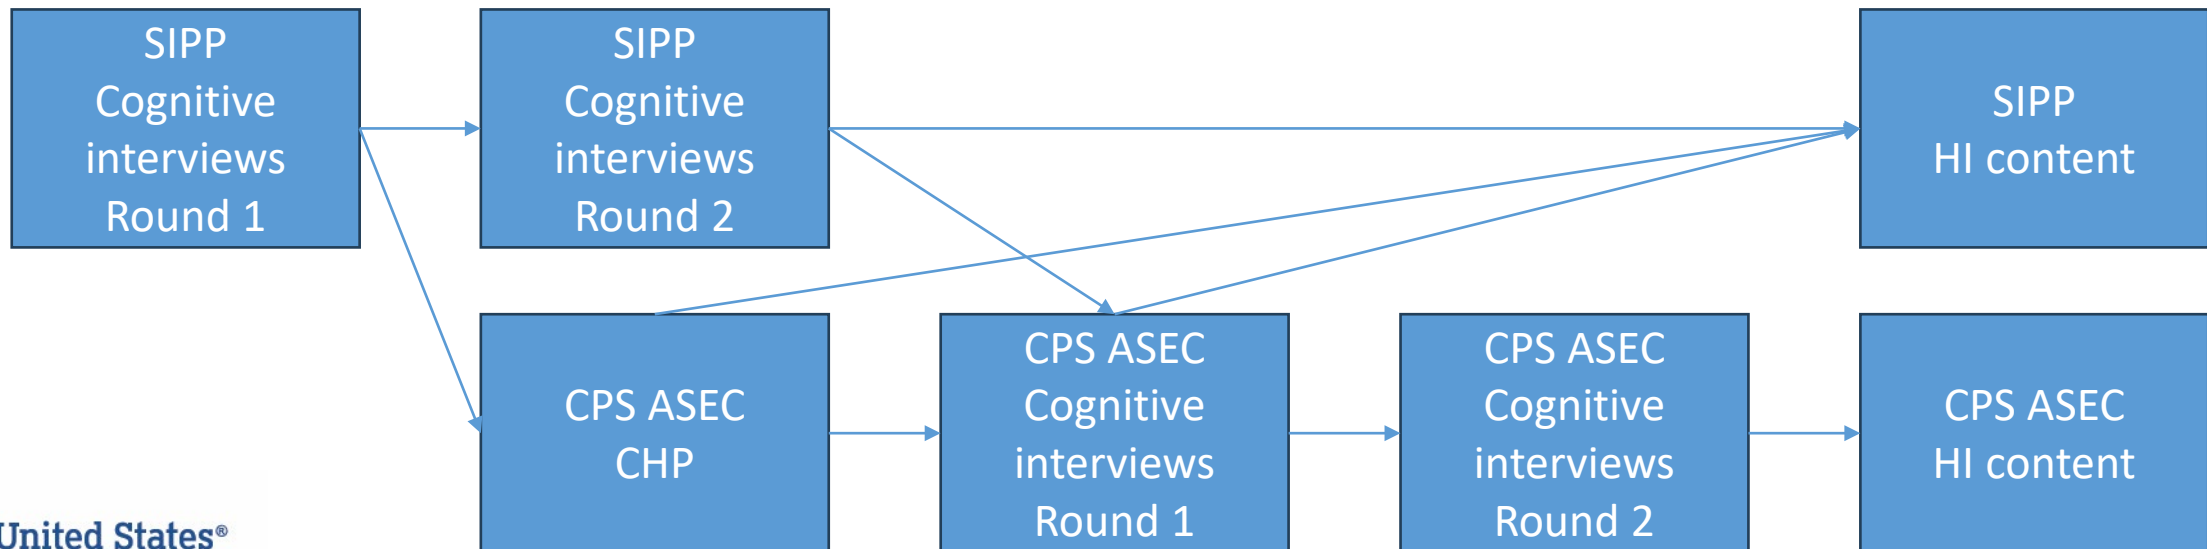 SIPP
Cognitive
interviews
Round 1
SIPP
Cognitive
interviews
Round 2
SIPP
HI content
CPS ASEC
CHP
CPS ASEC
Cognitive
interviews
Round 1
CPS ASEC
Cognitive
interviews
Round 2
CPS ASEC
HI content
United States®